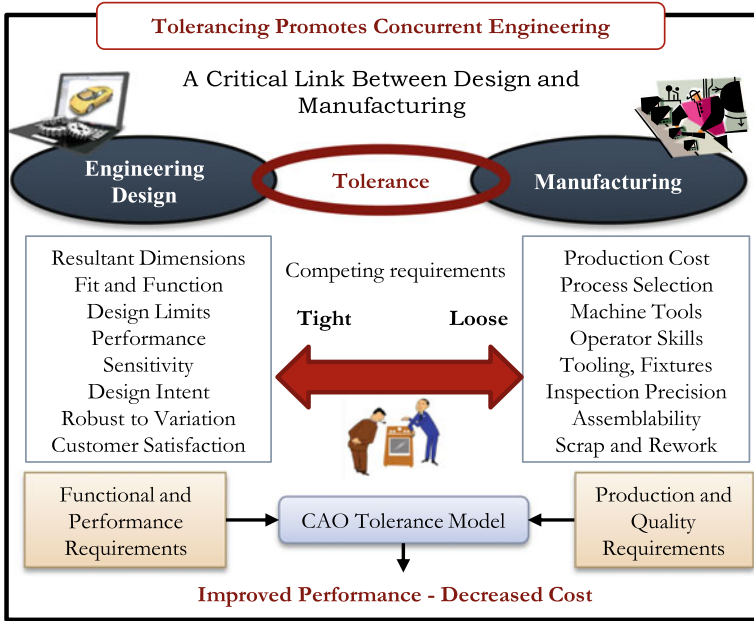 Tolerancing Promotes Concurrent Engineering
A Critical Link Between Design and
Manufacturing
Engineering
Design
Tolerance
Manufacturing
Resultant Dimensions
Fit and Function
Design Limits
Performance
Sensitivity
Design Intent
Robust to Variation
Customer Satisfaction
Competing requirements
Tight
Loose
Production Cost
Process Selection
Machine Tools
Operator Skills
Tooling, Fixtures
Inspection Precision
Assemblability
Scrap and Rework
Functional and
Performance
Requirements
CAO Tolerance Model
Production and
Quality
Requirements
Improved Performance - Decreased Cost